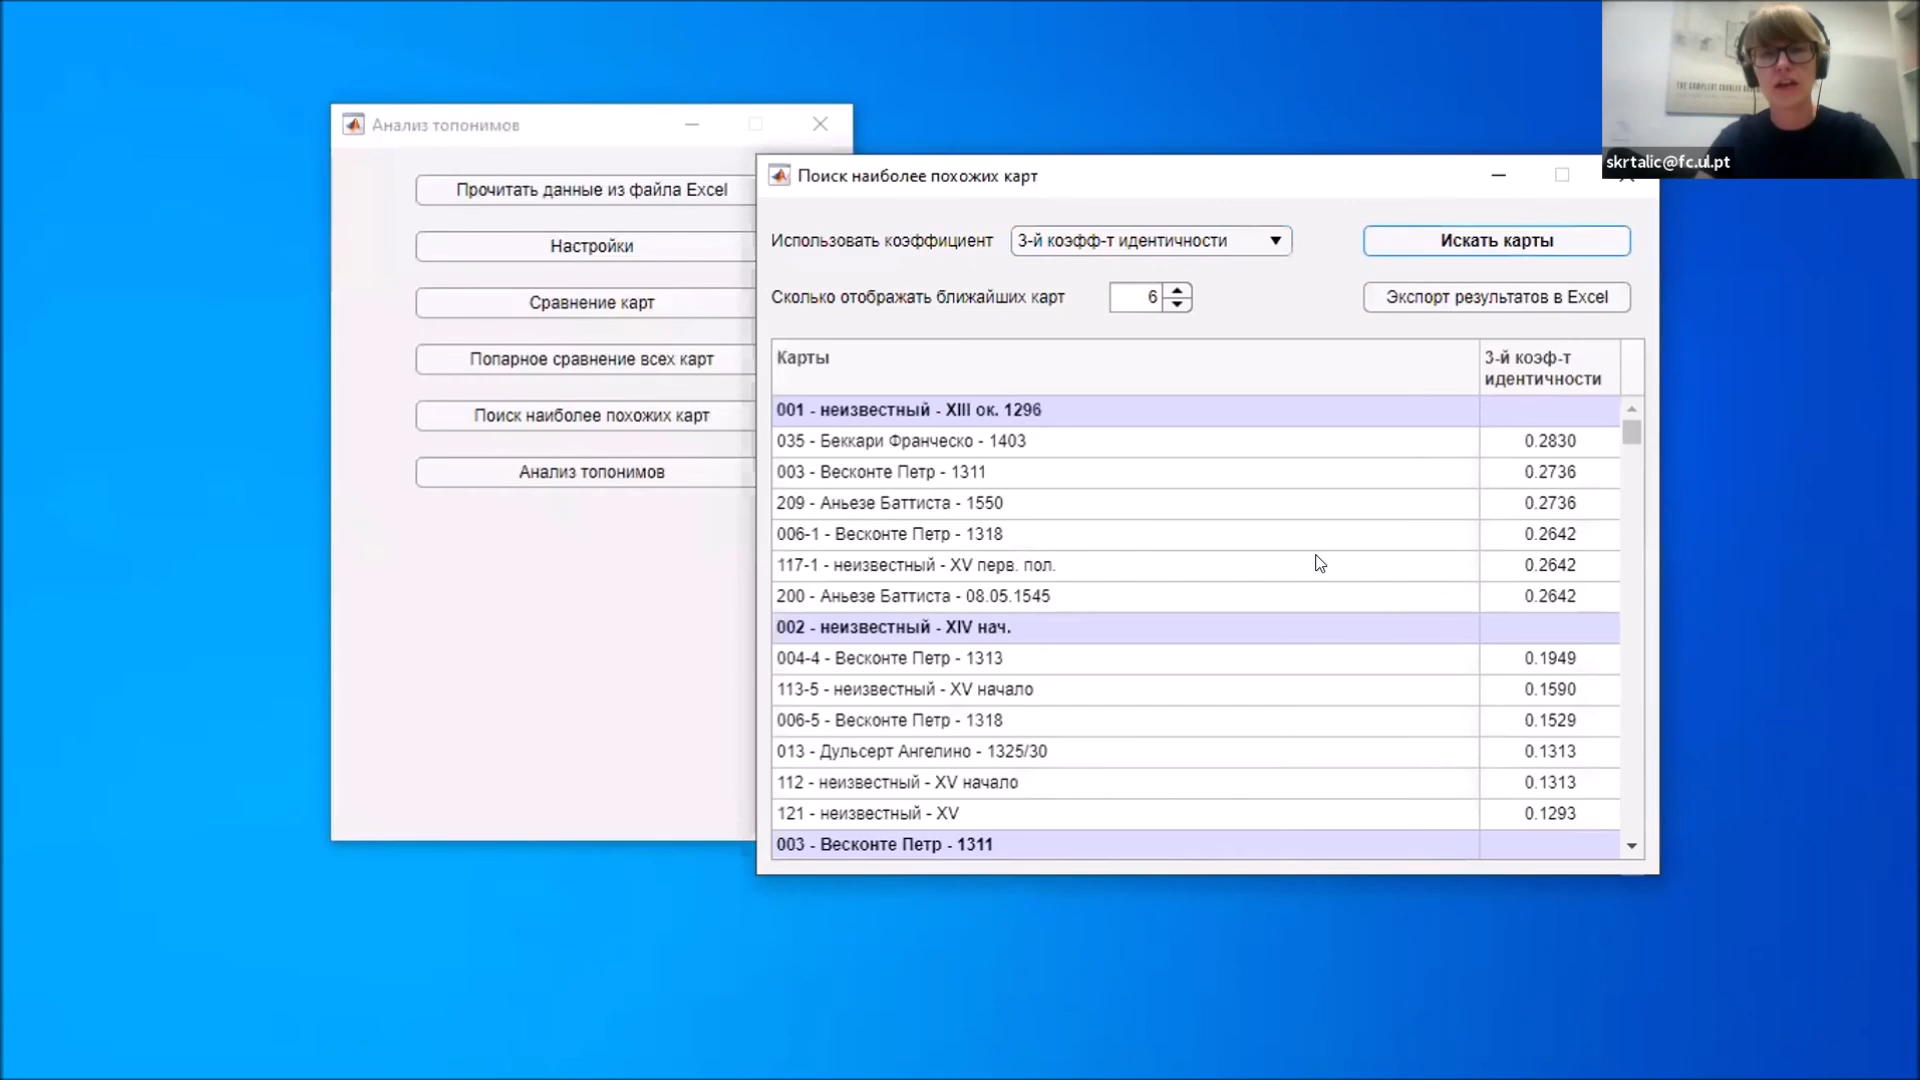 THE COMPLEAT CHARLES
skrtalic@fc.ul.pt
Анализ топонимов
Прочитать данные из файла Excel
Настройки
Сравнение карт
Попарное сравнение всех карт
Поиск наиболее похожих карт
Анализ топонимов
Поиск наиболее похожих карт
Использовать коэффициент 3-й коэфф-т идентичности Искать карты
Сколько отображать ближайших карт 6 Экспорт результатов в Excel
Карты 3-й коэф-т
идентичности
001 - неизвестный - XIII ок. 1296
035 - Беккари Франческо - 1403 0.2830
003 - Весконте Петр - 1311 0.2736
209 - Аньезе Баттиста - 1550 0.2736
006-1 - Весконте Петр - 1318 0.2642
117-1 - неизвестный - XV перв. пол. 0.2642
200 - Аньезе Баттиста - 08.05.1545 0.2642
002 - неизвестный - XIV нач.
004-4 - Весконте Петр - 1313 0.1949
113-5 - неизвестный - XV начало 0.1590
006-5 - Весконте Петр - 1318 0.1529
013 - Дульсерт Ангелино - 1325/30 0.1313
112 - неизвестный - XV начало 0.1313
121 - неизвестный - XV 0.1293
003 - Весконте Петр - 1311